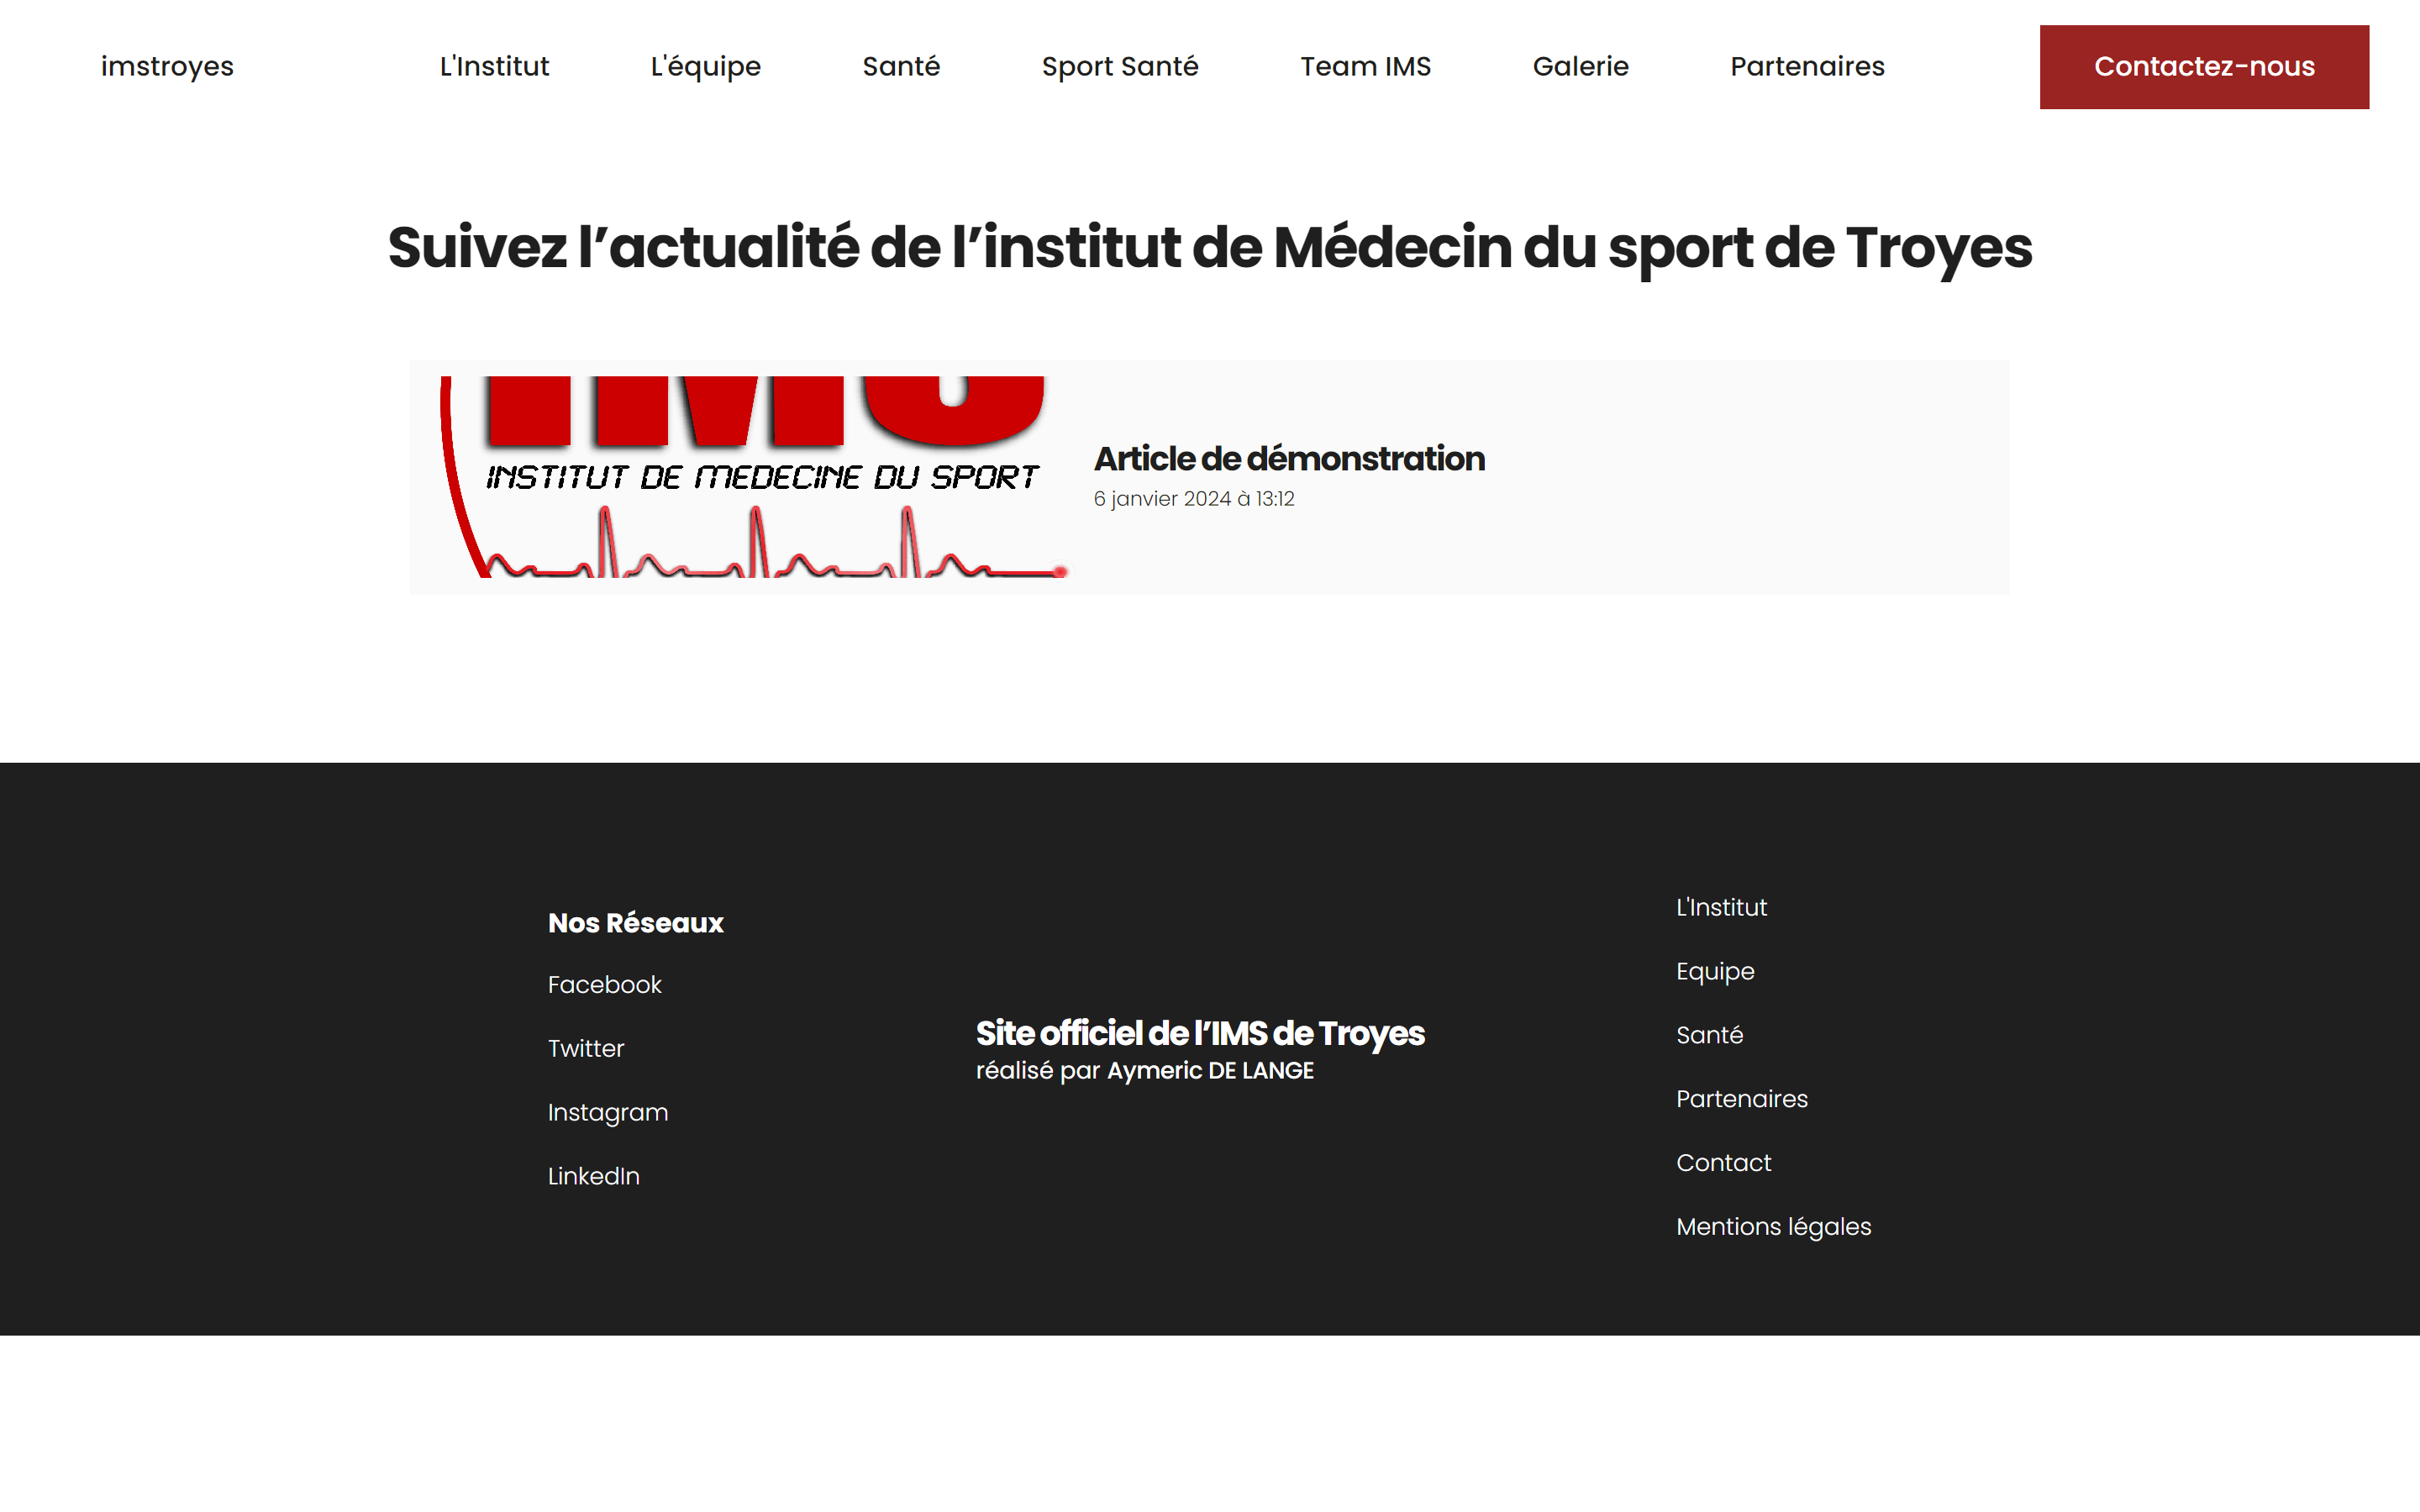 imstroyes
L'Institut
L'équipe
Santé
Sport Santé
Team IMS
Galerie
Partenaires
Contactez-nous
Suivez l’actualité de l’institut de Médecin du sport de Troyes
IMS
INSTITUT DE MEDECINE DU SPORT
Article de démonstration
6 janvier 2024 à 13:12
Nos Réseaux
Facebook
Twitter
Instagram
LinkedIn
Site officiel de l’IMS de Troyes
réalisé par Aymeric DE LANGE
L'Institut
Equipe
Santé
Partenaires
Contact
Mentions légales